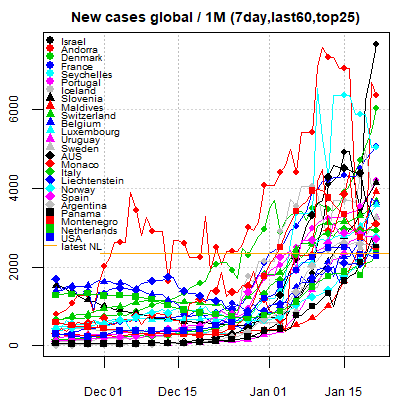 New cases global / 1M (7day,last60,top25)
Israel
Andorra
Denmark
France
Seychelles
Portugal
Iceland
Slovenia
Maldives
Switzerland
Belgium
Luxembourg
Uruguay
Sweden
AUS
Monaco
Italy
Liechtenstein
Norway
Spain
Argentina
Panama
Montenegro
Netherlands
USA
latest NL
0
2000
4000
6000
Dec 01
Dec 15
Jan 01
Jan 15